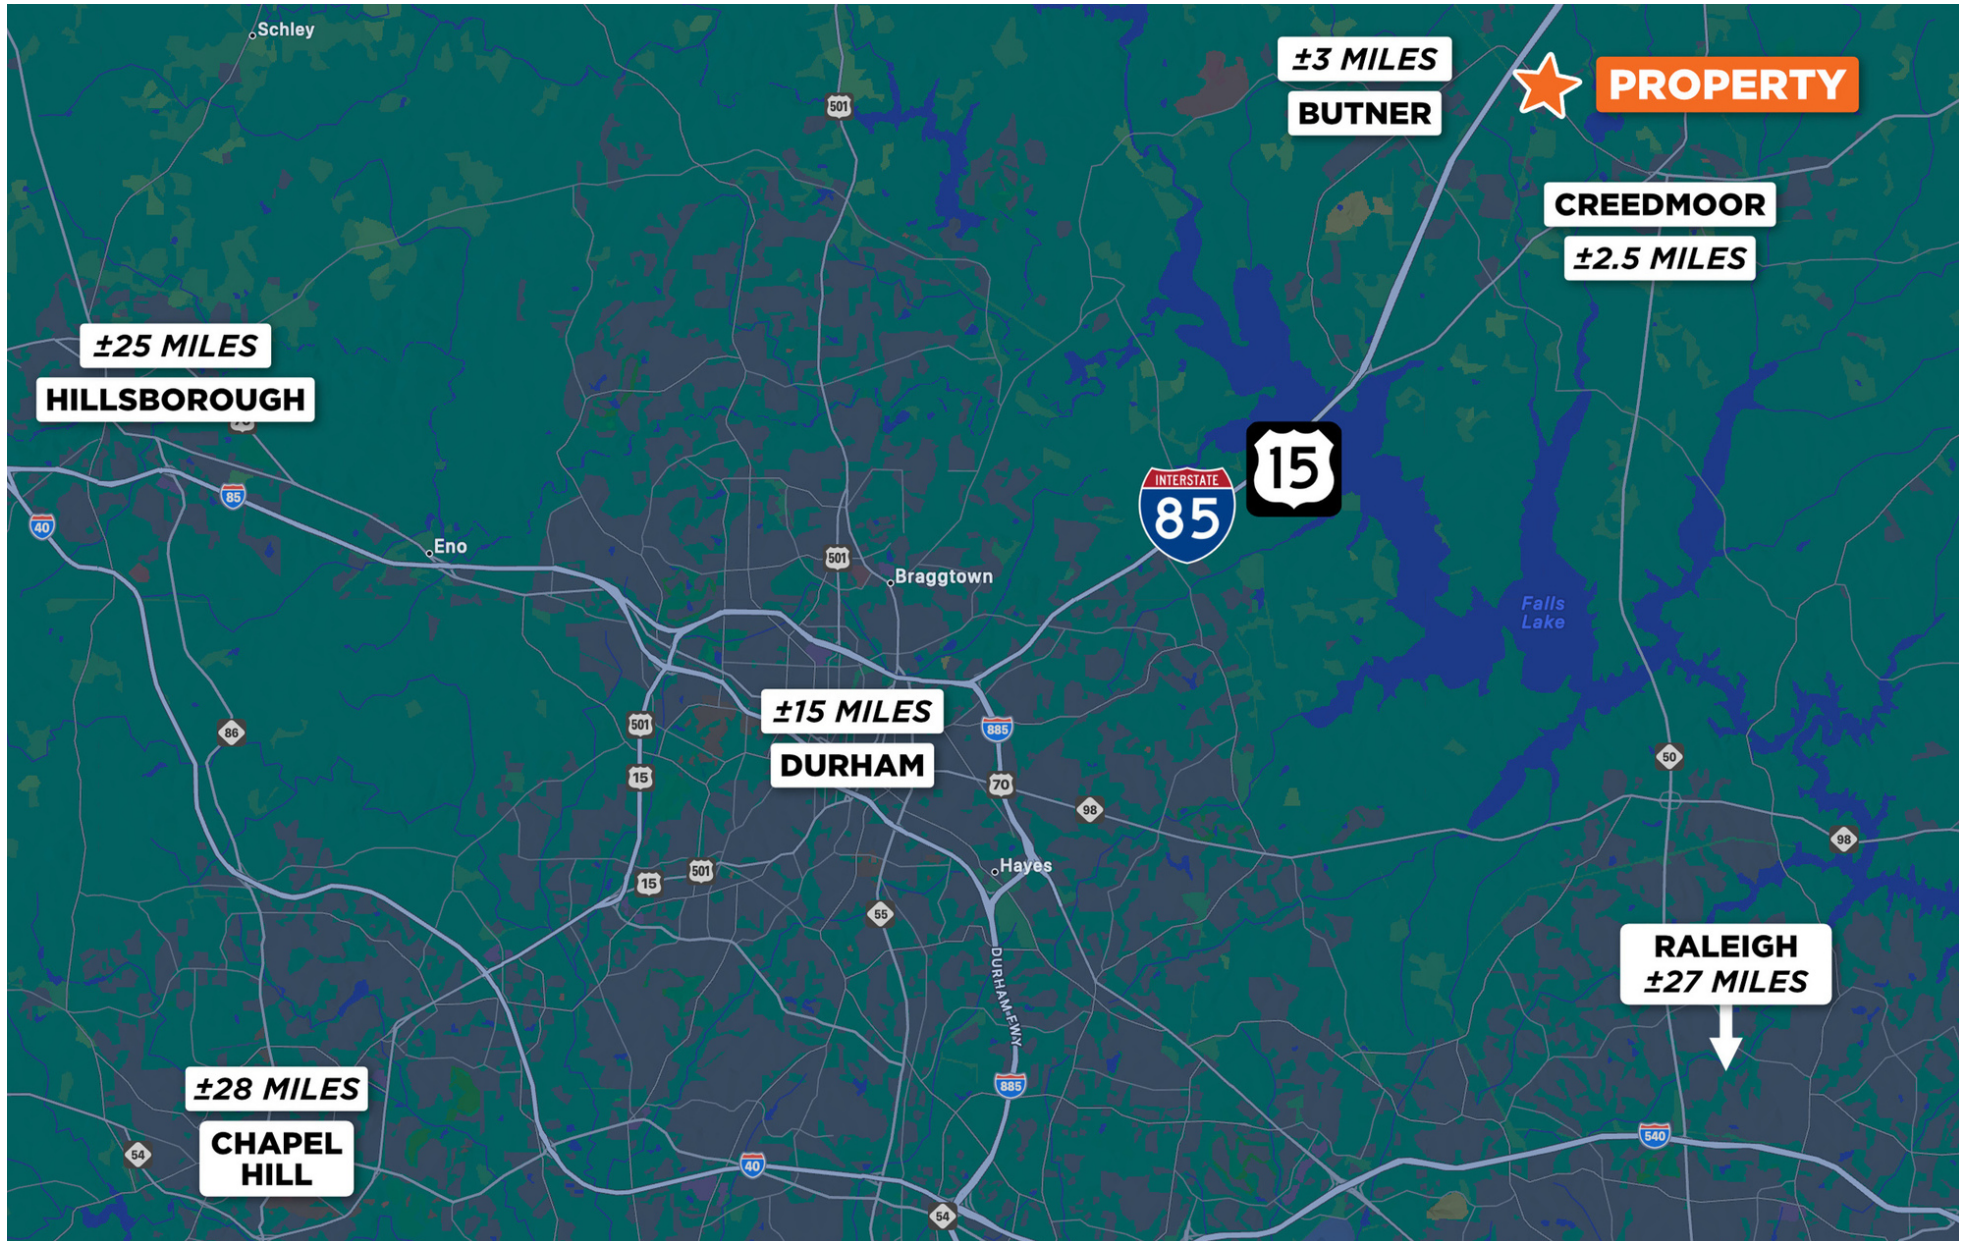 Schley
±3 MILES
BUTNER
PROPERTY
501
CREEDMOOR
±2.5 MILES
±25 MILES
HILLSBOROUGH
85
40
INTERSTATE
85
15
Eno
501
Braggtown
Falls
Lake
±15 MILES
DURHAM
501
15
86
885
70
98
50
98
Hayes
15
501
55
DURHAM FWY
RALEIGH
±27 MILES
885
±28 MILES
CHAPEL
HILL
54
40
54
540